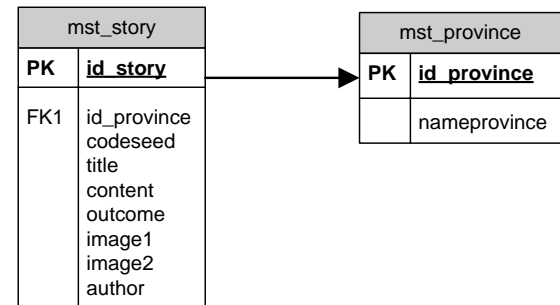 mst_story
PK id_story
FK1 id_province
codeseed
title
content
outcome
image1
image2
author
mst_province
PK id_province
nameprovince